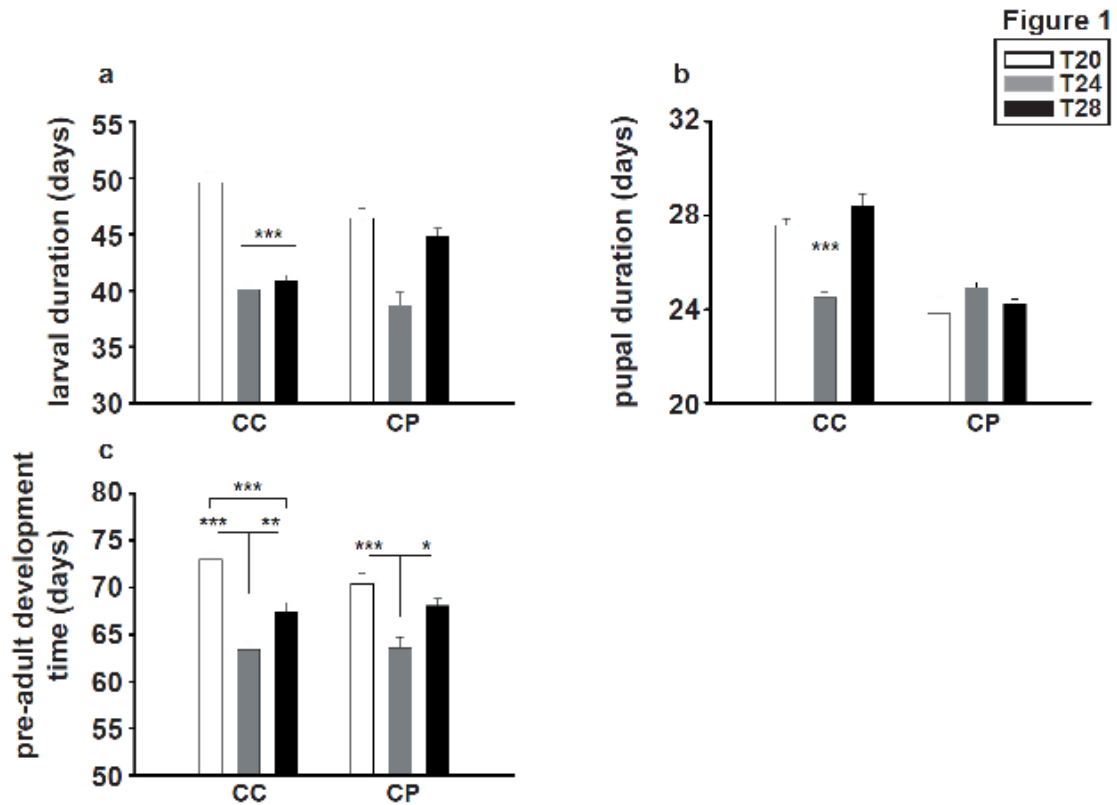 Figure 1
T20
T24
T28
a
larval duration (days)
55
50
45
40
35
30
***
CC
CP
b
pupal duration (days)
32
28
24
20
***
CC
CP
c
pre-adult development
time (days)
80
75
70
65
60
55
50
***
*** **
*** *
CC
CP